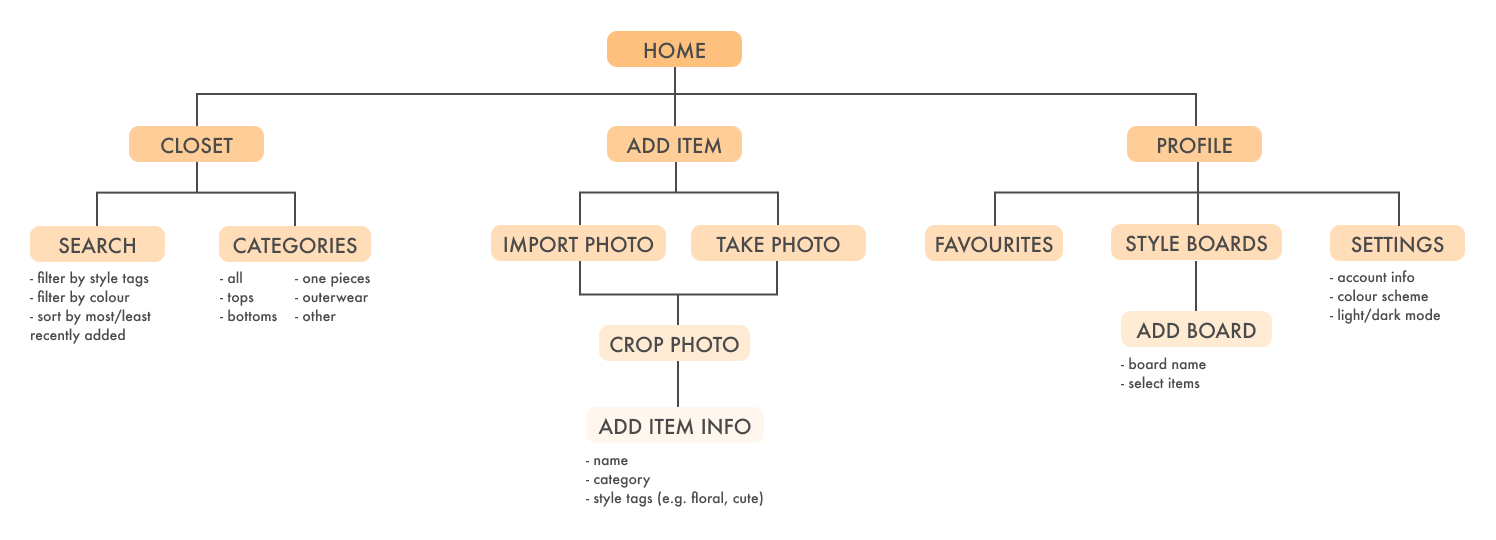 HOME
CLOSET
ADD ITEM
PROFILE
SEARCH
CATEGORIES
IMPORT PHOTO
TAKE PHOTO
FAVOURITES
STYLE BOARDS
SETTINGS
- filter by style tags
- filter by colour
- sort by most/least
recently added
- all
- tops
- bottoms
- one pieces
- outerwear
- other
- account info
- colour scheme
- light/dark mode
CROP PHOTO
ADD BOARD
- board name
- select items
ADD ITEM INFO
- name
- category
- style tags (e.g. floral, cute)